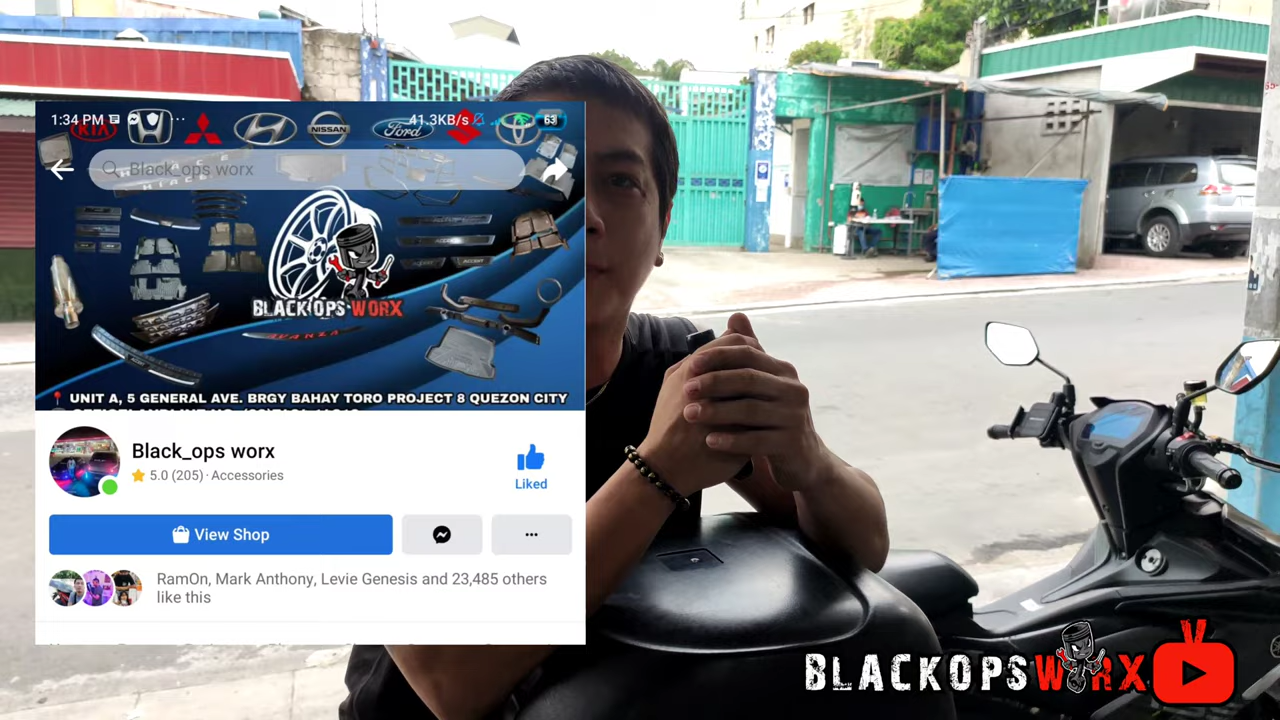 1:34 PM
41.3KB/s
63
KIA
NISSAN
Ford
Black_ops worx
BLACK OPS WORX
AVANZA
UNIT A, 5 GENERAL AVE. BRGY BAHAY TORO PROJECT 8 QUEZON CITY
Black_ops worx
5.0 (205) · Accessories
Liked
View Shop
RamOn, Mark Anthony, Levie Genesis and 23,485 others
like this
BLACKOPSWORX